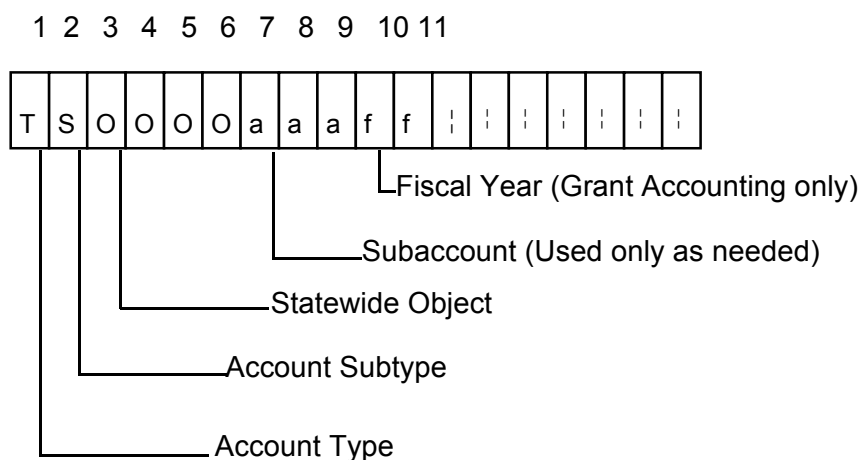 1 2 3 4 5 6 7 8 9 10 11
T S O O O O a a a f f ¦ ¦ ¦ ¦ ¦ ¦ ¦
Fiscal Year (Grant Accounting only)
Subaccount (Used only as needed)
Statewide Object
Account Subtype
Account Type